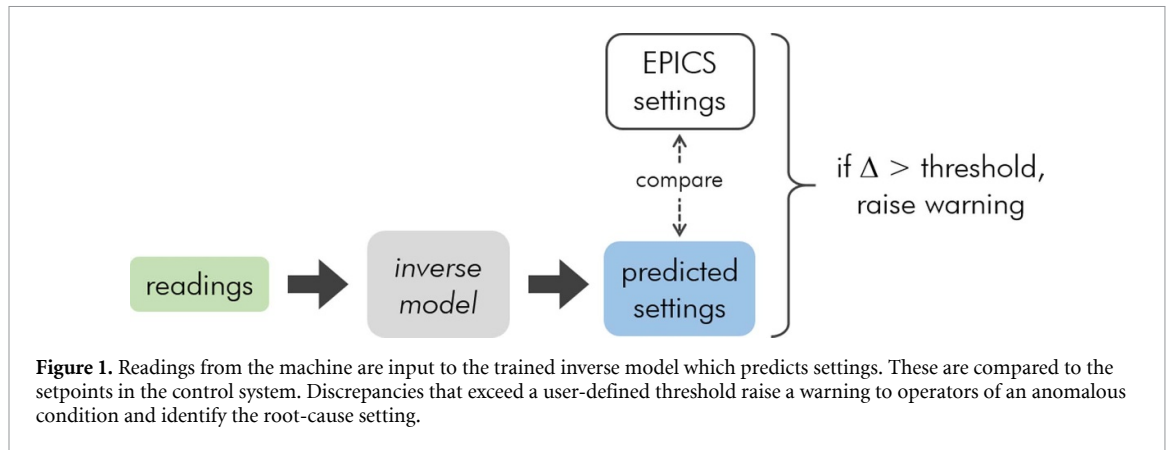 EPICS
settings
compare
if Δ > threshold,
raise warning
readings
inverse
model
predicted
settings
Figure 1. Readings from the machine are input to the trained inverse model which predicts settings. These are compared to the
setpoints in the control system. Discrepancies that exceed a user-defined threshold raise a warning to operators of an anomalous
condition and identify the root-cause setting.